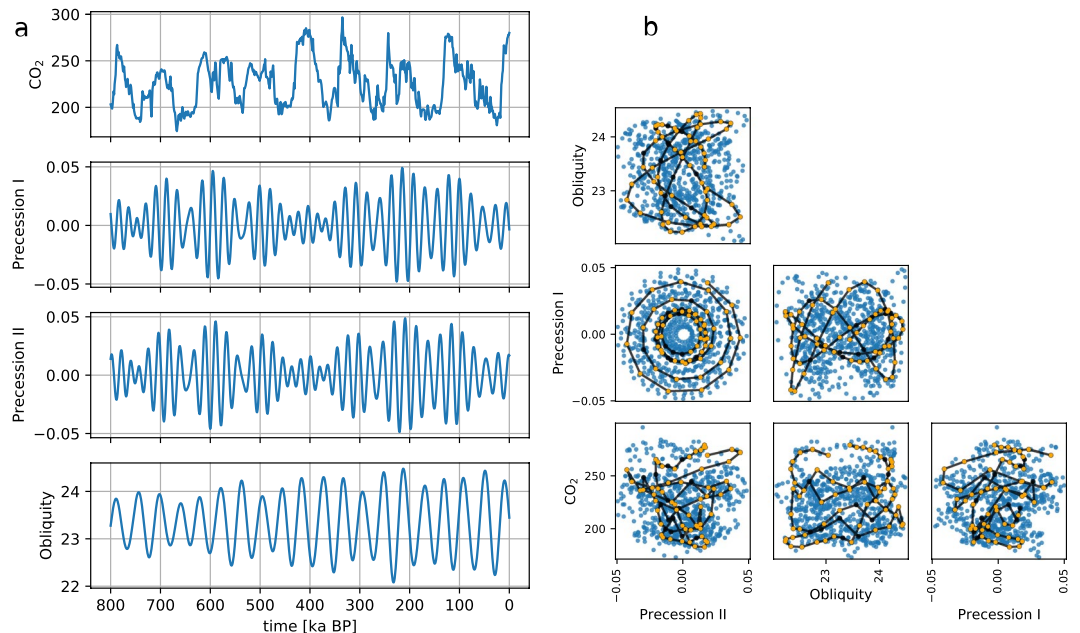 a
300
250
200
CO₂
0.05
0.00
−0.05
Precession I
0.05
0.00
−0.05
Precession II
24
23
22
Obliquity
800 700 600 500 400 300 200 100 0
time [ka BP]
b
24
23
Obliquity
0.05
0.00
−0.05
Precession I
250
200
CO₂
−0.05 0.00 0.05
Precession II
23 24
Obliquity
−0.05 0.00 0.05
Precession I